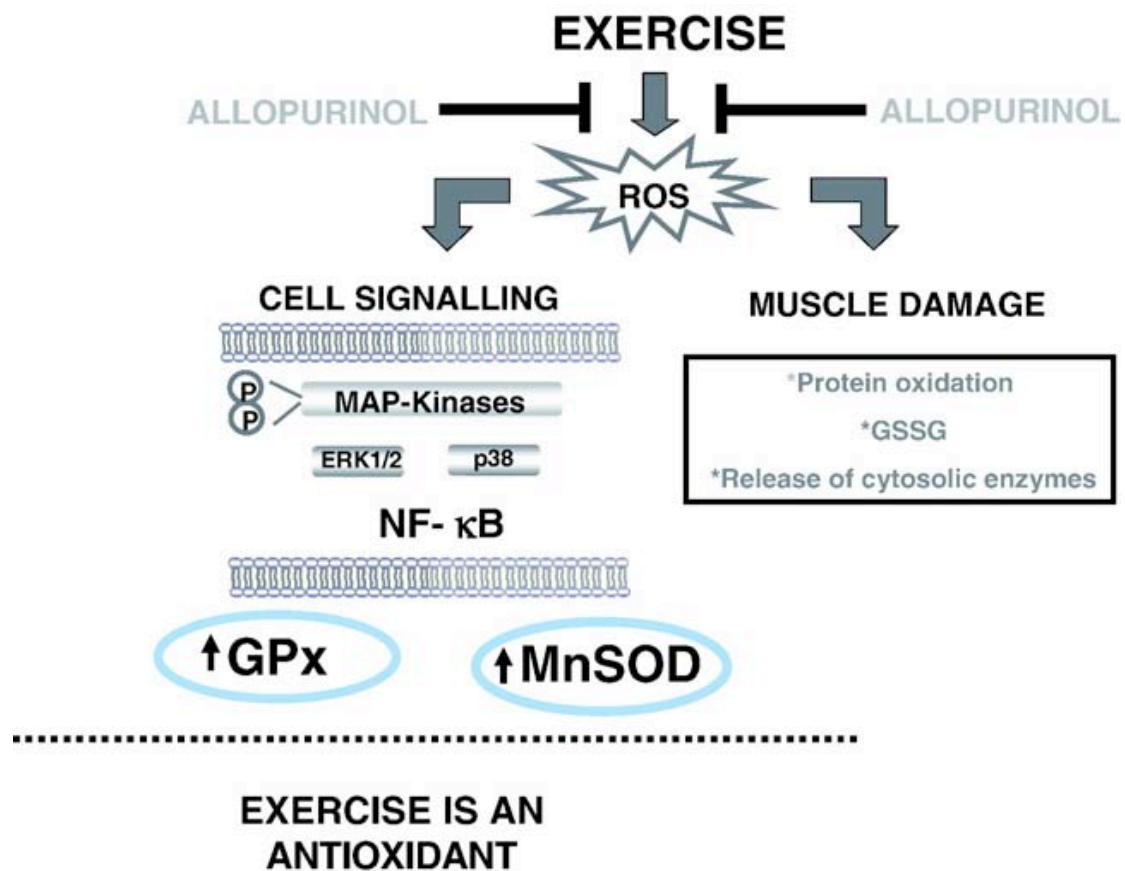 EXERCISE
ALLOPURINOL
ALLOPURINOL
ROS
CELL SIGNALLING
MUSCLE DAMAGE
P
P
MAP-Kinases
ERK1/2
p38
NF- κB
*Protein oxidation
*GSSG
*Release of cytosolic enzymes
GPx
MnSOD
EXERCISE IS AN
ANTIOXIDANT